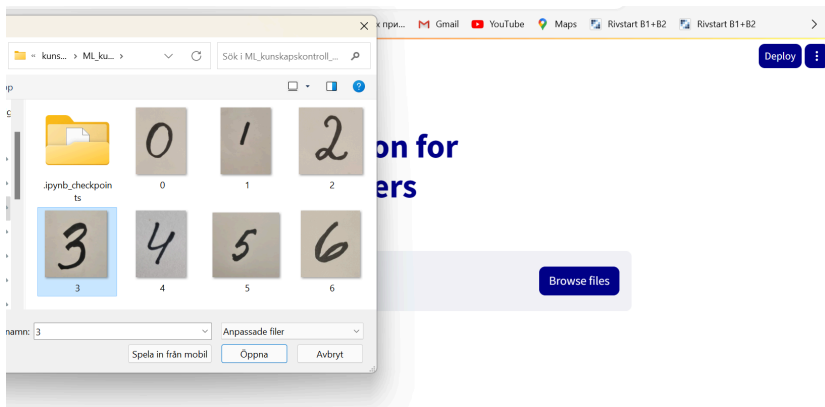 к при...
Gmail
YouTube
Maps
Rivstart B1+B2
Rivstart B1+B2
« kuns... › ML_ku... ›
Sök i ML_kunskapskontroll_...
Deploy
.ipynb_checkpoin
ts
0
1
2
0
1
2
on for
ers
3
4
5
6
3
4
5
6
Browse files
namn:
3
Anpassade filer
Spela in från mobil
Öppna
Avbryt